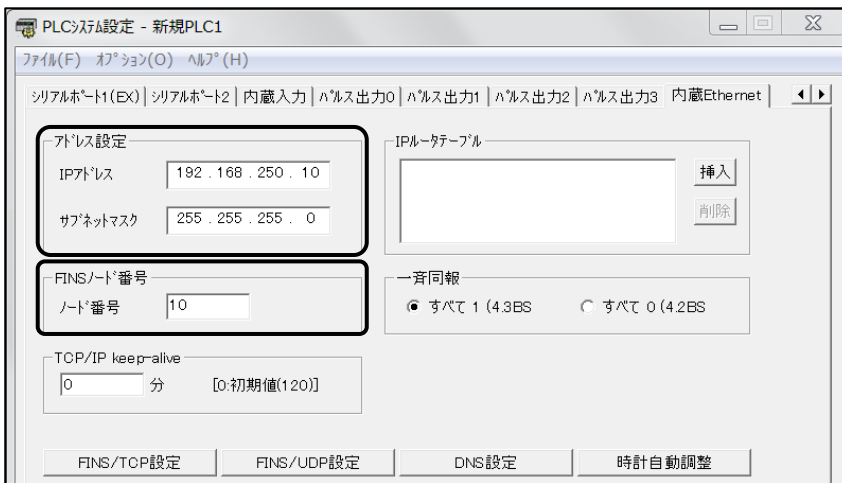 PLCｼｽﾃﾑ設定 - 新規PLC1
ﾌｧｲﾙ(F) ｵﾌﾟｼｮﾝ(O) ﾍﾙﾌﾟ(H)
ｼﾘｱﾙﾎﾟｰﾄ1(EX) ｼﾘｱﾙﾎﾟｰﾄ2 内蔵入力 ﾊﾟﾙｽ出力0 ﾊﾟﾙｽ出力1 ﾊﾟﾙｽ出力2 ﾊﾟﾙｽ出力3 内蔵Ethernet
ｱﾄﾞﾚｽ設定
IPｱﾄﾞﾚｽ 192 . 168 . 250 . 10
ｻﾌﾞﾈｯﾄﾏｽｸ 255 . 255 . 255 . 0
IPﾙｰﾀﾃｰﾌﾞﾙ
挿入
削除
FINSﾉｰﾄﾞ番号
ﾉｰﾄﾞ番号 10
一斉同報
すべて 1 (4.3BS すべて 0 (4.2BS
TCP/IP keep-alive
0 分 [0:初期値(120)]
FINS/TCP設定 FINS/UDP設定 DNS設定 時計自動調整